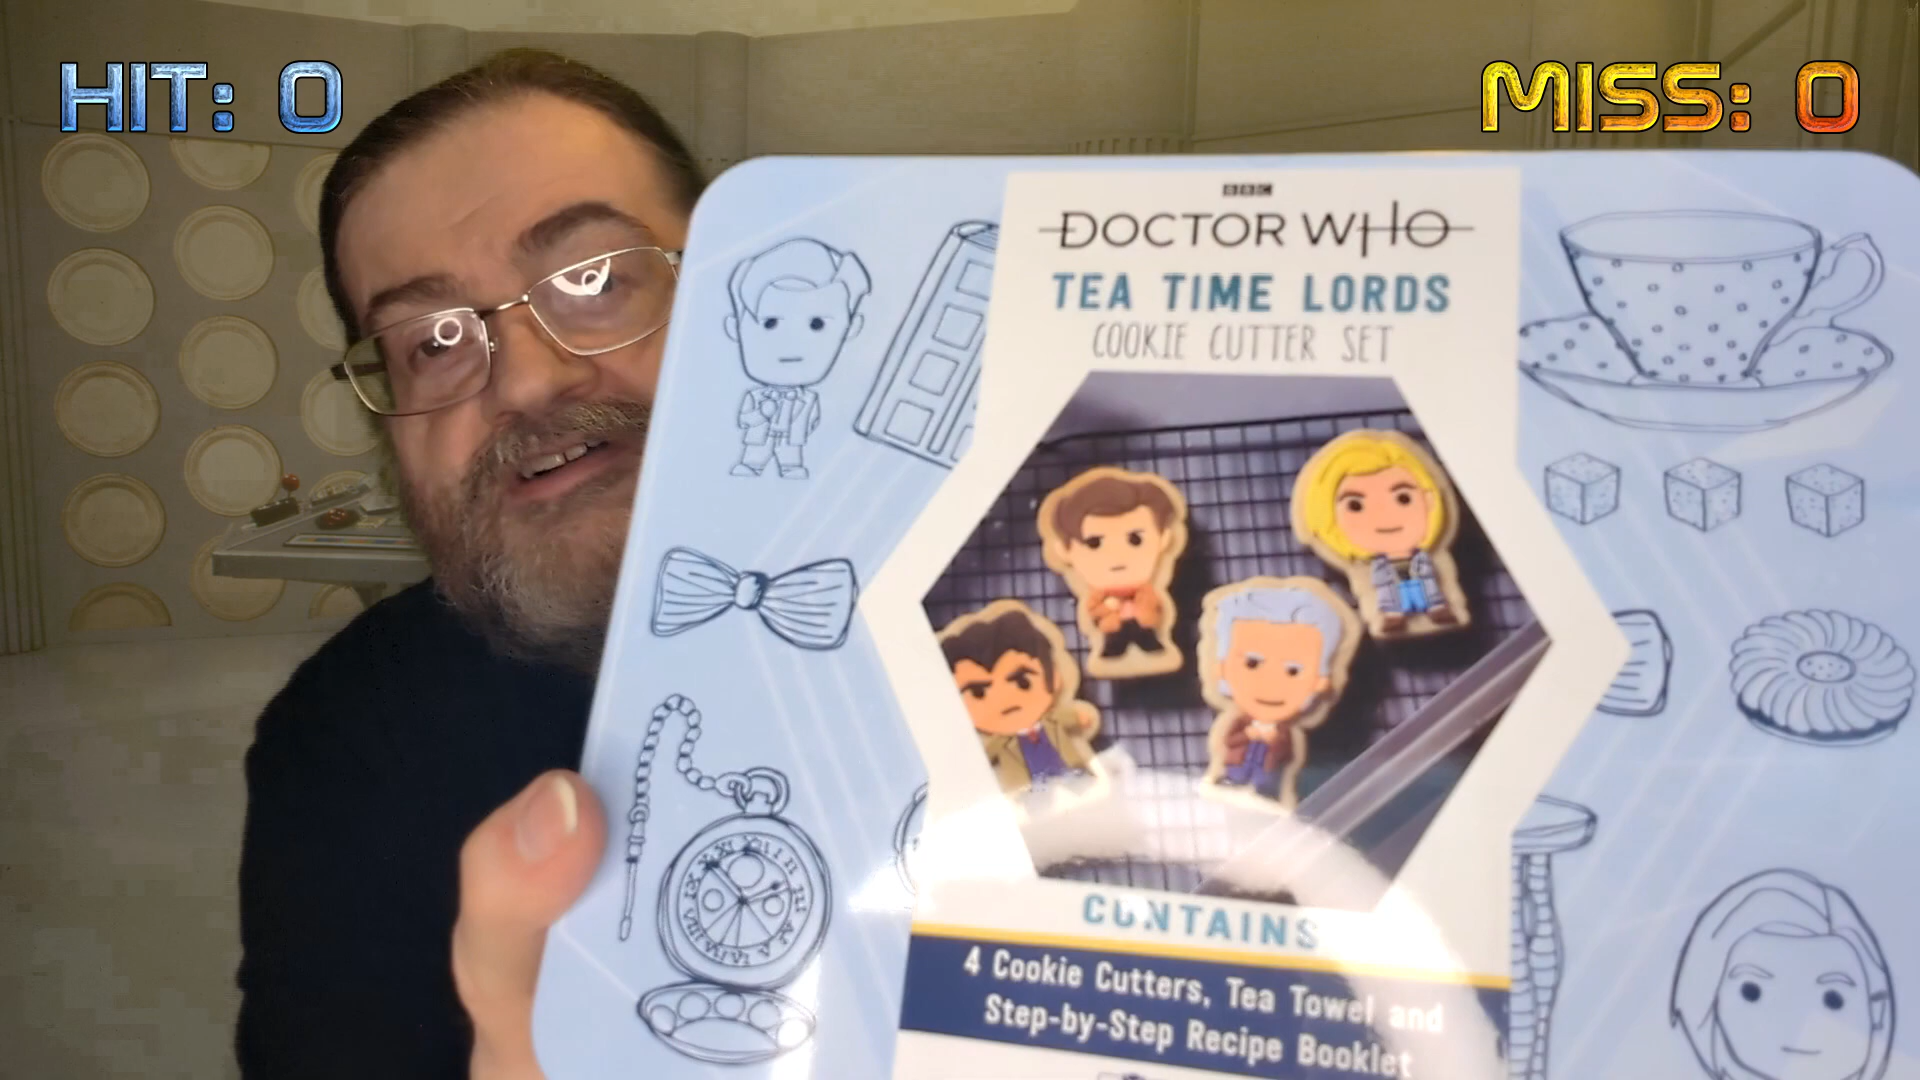 HIT: 0
MISS: 0
BBC
DOCTOR WHO
TEA TIME LORDS
COOKIE CUTTER SET
CONTAINS
4 Cookie Cutters, Tea Towel and
Step-by-Step Recipe Booklet